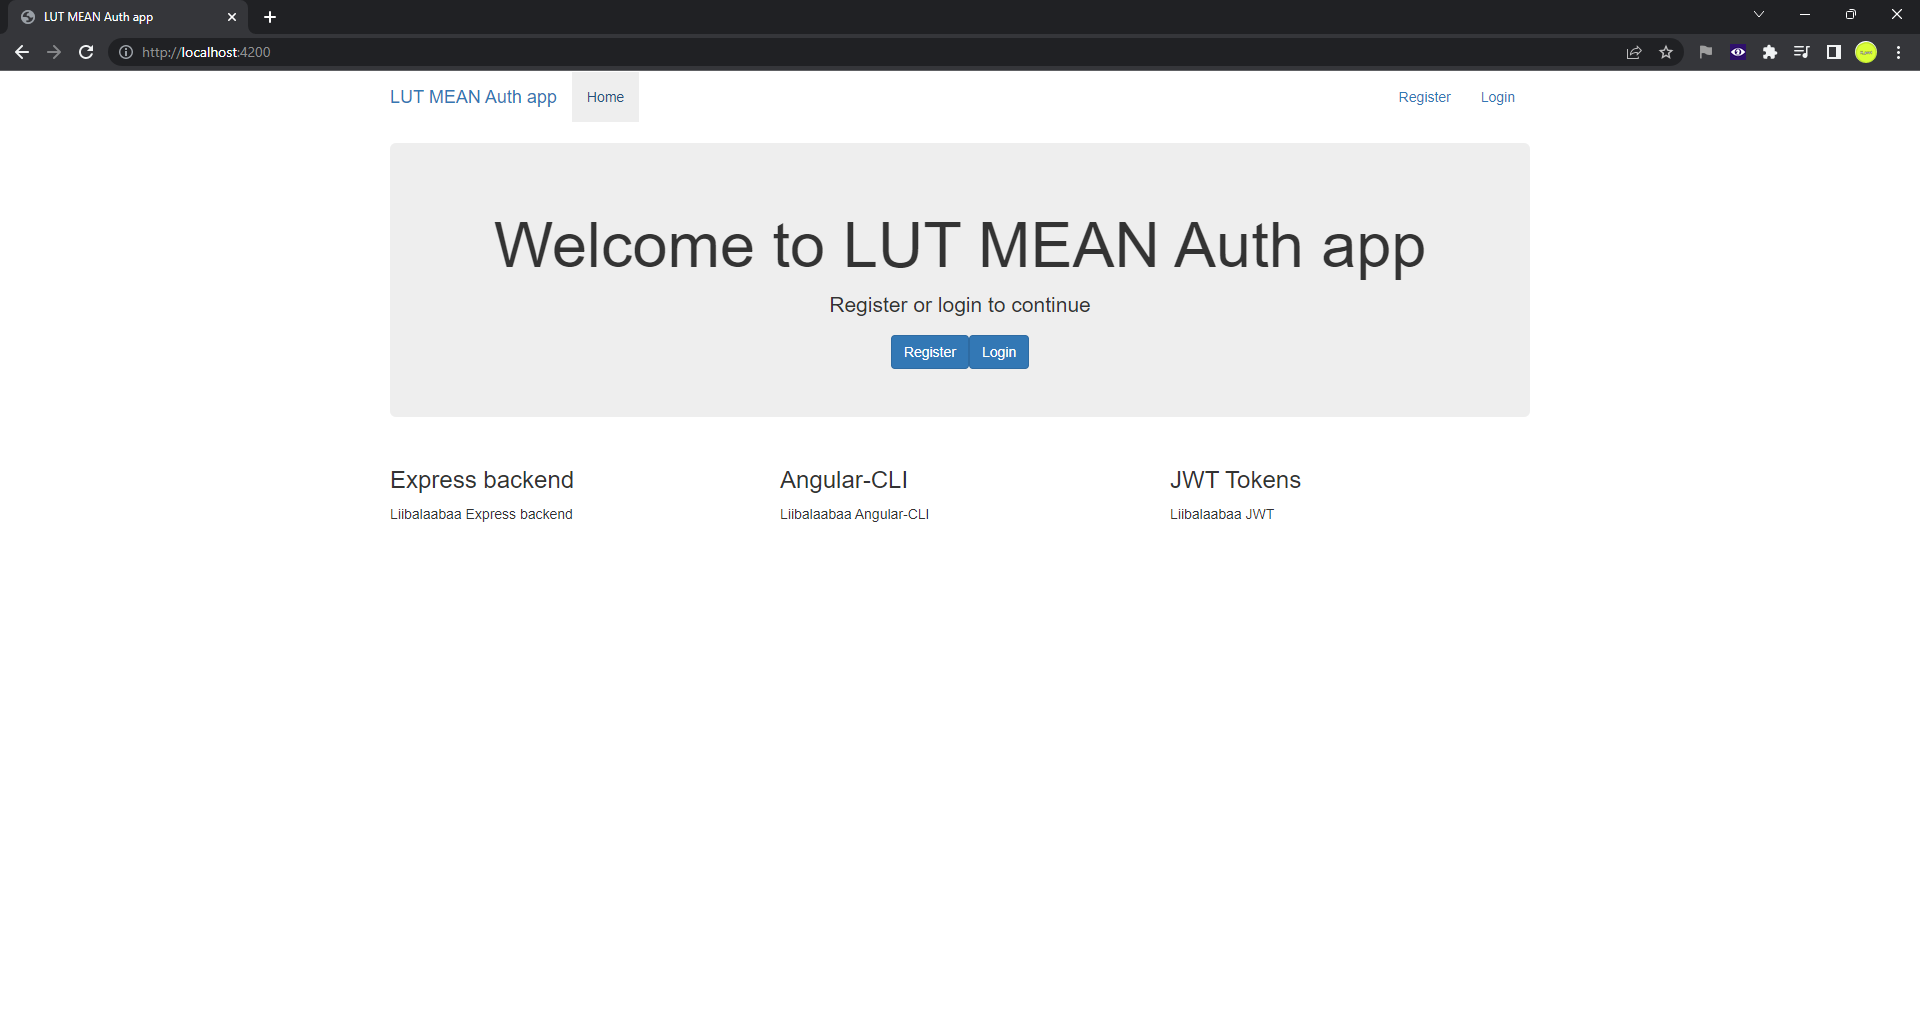 LUT MEAN Auth app
http://localhost:4200
LUT MEAN Auth app Home Register Login
Welcome to LUT MEAN Auth app
Register or login to continue
Register Login
Express backend Angular-CLI JWT Tokens
Liibalaabaa Express backend Liibalaabaa Angular-CLI Liibalaabaa JWT